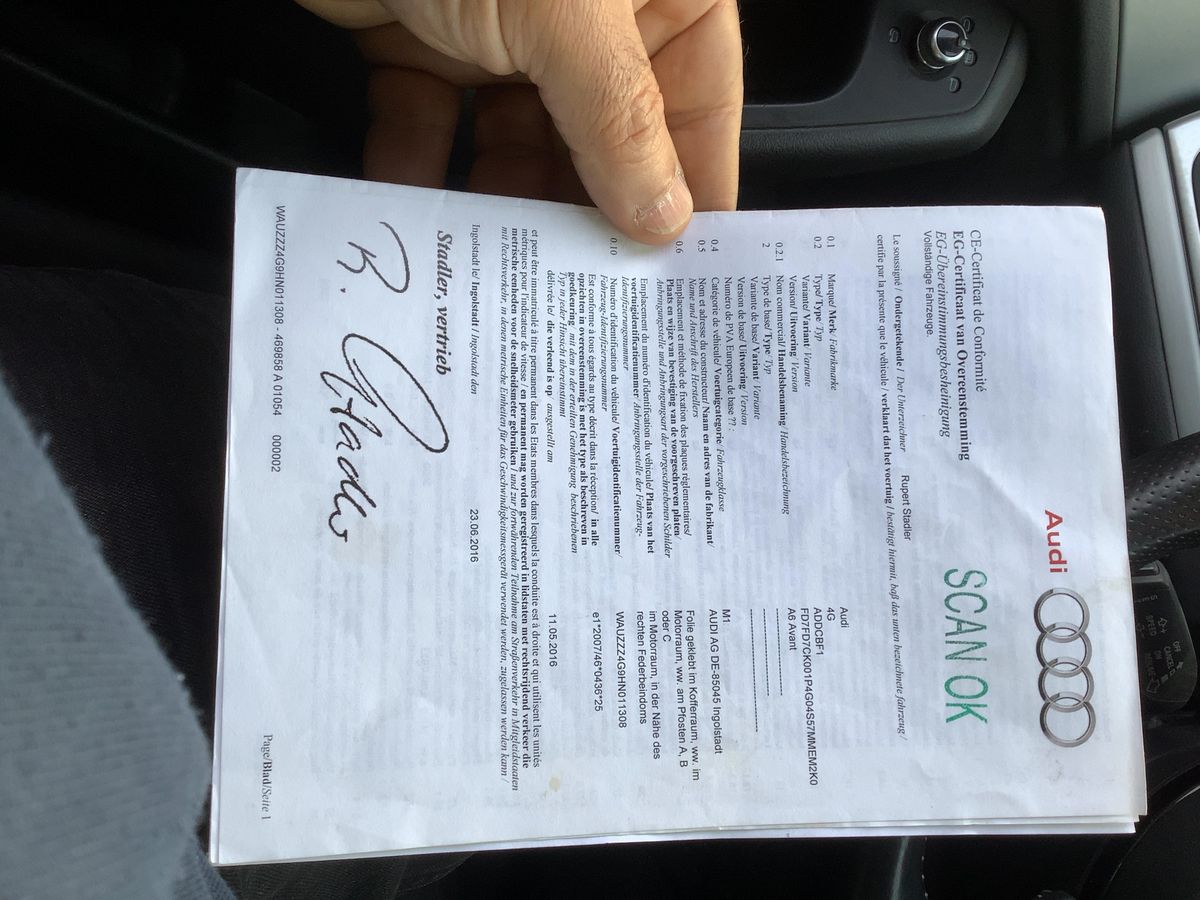 Audi
SCAN OK
CE-Certificat de Conformité
EG-Certificaat van Overeenstemming
EG-Übereinstimmungsbesheinigung
Vollständige Fahrzeuge.
Le soussigné / Ondergetekende / Der Unterzeichner Rupert Stadler
certifie par la présente que le véhicule / verklaart dat het voertuig / bestätigt hiermit, baß das unten bezeichnete fahrzeug /
0.1 Marque/ Merk/ Fabrikmarke Audi
0.2 Type/ Type/ Typ 4G
Variante/ Variant/ Variante ADDCBF1
Version/ Uitvoering/ Version FD7FD7CK001P4G04S57MMEM2K0
0.2.1 Nom commercial/ Handelsbenaming/ Handelsbezeichnung A6 Avant
2 Type de base/ Type/ Typ
Variante de base/ Variant/ Variante
Version de base/ Uitvoering/ Version
Numéro de PVA Européen de base ?? :
0.4 Catégorie de véhicule/ Voertuigcategorie/ Fahrzeugklasse M1
0.5 Nom et adresse du constructeur/ Naam en adres van de fabrikant/ AUDI AG DE-85045 Ingolstadt
Name und Anschrift des Herstellers
0.6 Emplacement et méthode de fixation des plaques réglementaires/ Folie geklebt im Kofferraum, ww. im
Plaats en wijze van bevestiging van de voorgeschreven platen/ Motorraum, ww. am Pfosten A, B
Anbringungsstelle und Anbringungsart der vorgeschriebenen Schilder oder C
Emplacement du numéro d'identification du véhicule/ Plaats van het im Motorraum, in der Nähe des
voertuigidentificatienummer/ Anbringungsstelle der Fahrzeug- rechten Federbeindoms
Identifizierungsnummer
0.10 Numéro d'identification du véhicule/ Voertuigidentificatienummer/ WAUZZZ4G9HN011308
Fahrzeug-Identifizierungsnummer
Est conforme à tous égards au type décrit dans la réception/ in alle e1*2007/46*0436*25
opzichten in overeenstemming is met het type als beschreven in
goedkeuring/ mit dem in der erteilten Genehmigung beschriebenen
Typ in jeder Hinsicht übereinstimmt
délivrée le/ die verleend is op/ ausgestellt am 11.05.2016
et peut être immatriculé à titre permanent dans les Etats membres dans lesquels la conduite est à droite et qui utilisent les unités
métriques pour l'indicateur de vitesse / en permanent mag worden geregistreerd in lidstaten met rechtsrijdend verkeer die
metrische eenheden voor de snelheidsmeter gebruiken / und zur fortwährenden Teilnahme am Straßenverkehr in Mitgleidstaaten
mit Rechtsverkehr, in denen metrische Einheiten für das Geschwindigkeitsmessgerät verwendet werden, zugelassen werden kann /
Ingolstadt le/ Ingolstadt / Ingolstadt den 23.06.2016
Stadler, vertrieb
R. Stadler
WAUZZZ4G9HN011308 - 469858 A 01054 000002
Page/Blad/Seite 1